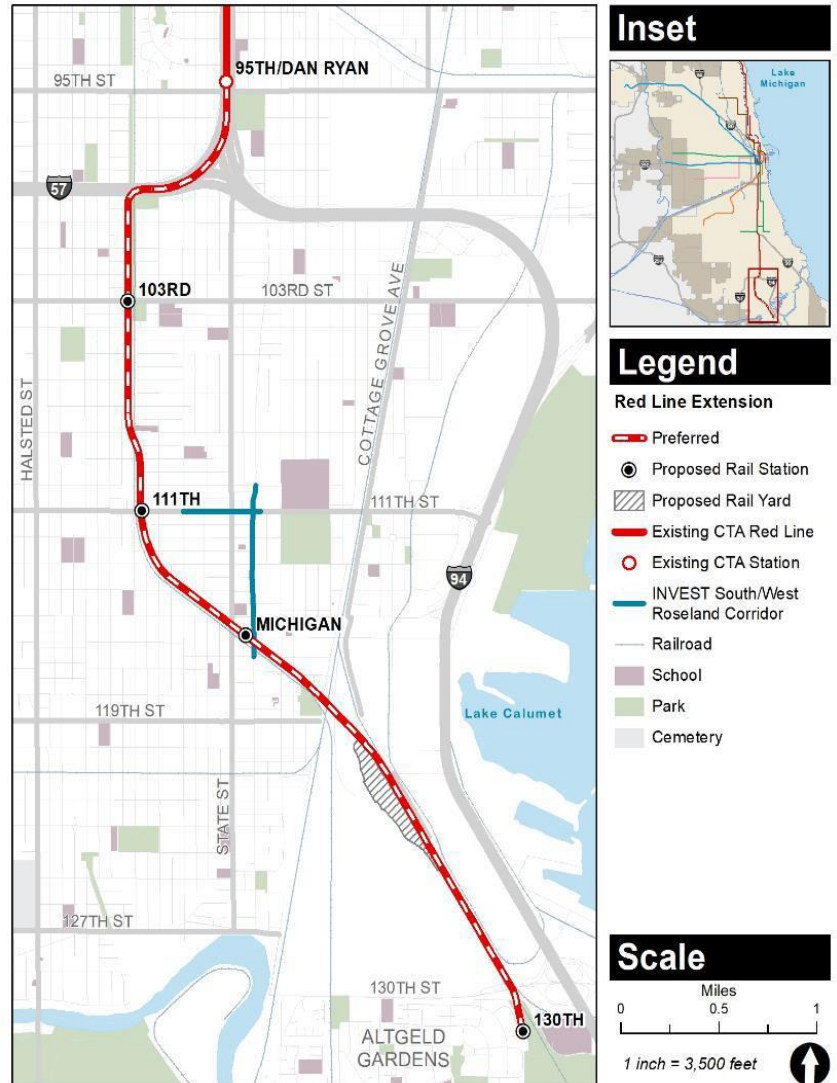 95TH/DAN RYAN
95TH ST
57
103RD
103RD ST
COTTAGE GROVE AVE
HALSTED ST
111TH
111TH ST
94
MICHIGAN
119TH ST
Lake Calumet
STATE ST
127TH ST
130TH ST
130TH
ALTGELD
GARDENS
Inset
Lake
Michigan
Legend
Red Line Extension
Preferred
Proposed Rail Station
Proposed Rail Yard
Existing CTA Red Line
Existing CTA Station
INVEST South/West
Roseland Corridor
Railroad
School
Park
Cemetery
Scale
Miles
0 0.5 1
1 inch = 3,500 feet